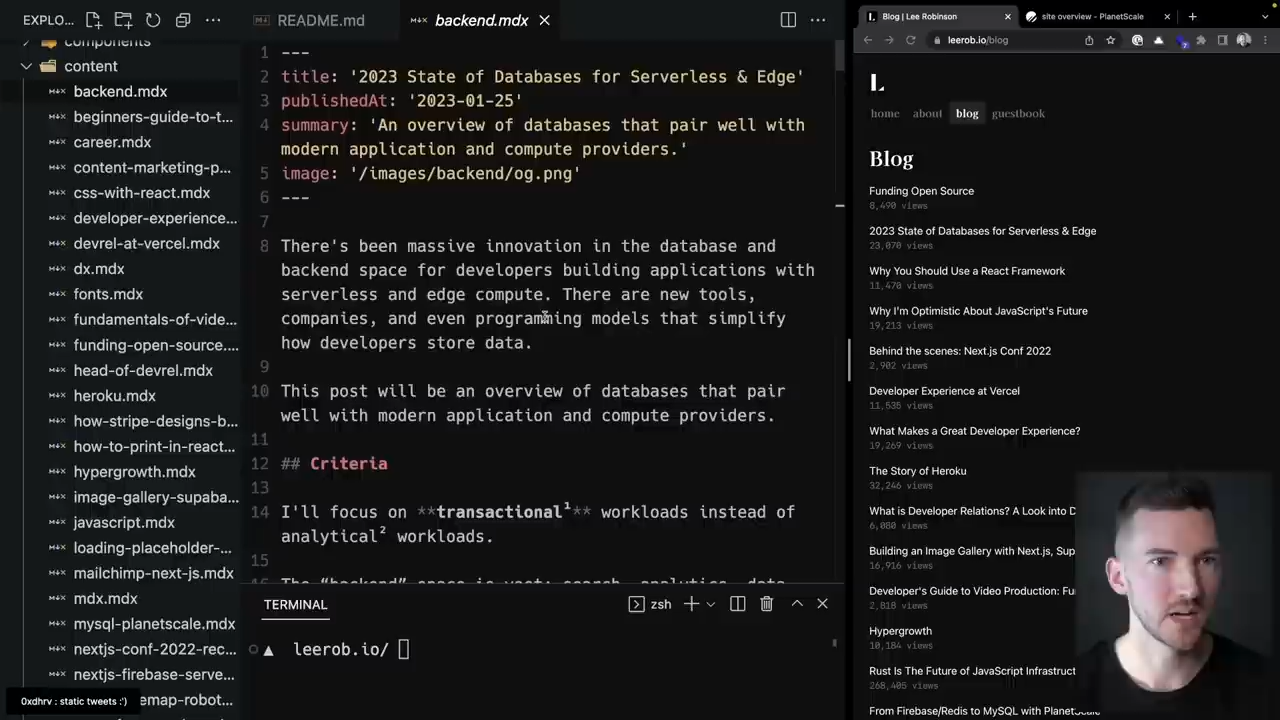 EXPLO...
README.md
backend.mdx
components
content
backend.mdx
beginners-guide-to-t...
career.mdx
content-marketing-p...
css-with-react.mdx
developer-experience...
devrel-at-vercel.mdx
dx.mdx
fonts.mdx
fundamentals-of-vide...
funding-open-source....
head-of-devrel.mdx
heroku.mdx
how-stripe-designs-b...
how-to-print-in-react...
hypergrowth.mdx
image-gallery-supaba...
javascript.mdx
loading-placeholder-...
mailchimp-next-js.mdx
mdx.mdx
mysql-planetscale.mdx
nextjs-conf-2022-rec...
nextjs-firebase-serve...
emap-robot...
0xdhrv : static tweets :')
1 ---
2 title: '2023 State of Databases for Serverless & Edge'
3 publishedAt: '2023-01-25'
4 summary: 'An overview of databases that pair well with
modern application and compute providers.'
5 image: '/images/backend/og.png'
6 ---
7
8 There's been massive innovation in the database and
backend space for developers building applications with
serverless and edge compute. There are new tools,
companies, and even programming models that simplify
how developers store data.
9
10 This post will be an overview of databases that pair
well with modern application and compute providers.
11
12 ## Criteria
13
14 I'll focus on **transactional¹** workloads instead of
analytical² workloads.
15
16 The “backend” space is vast: search, analytics, data
TERMINAL
zsh
leerob.io/
Blog | Lee Robinson
site overview - PlanetScale
leerob.io/blog
L
home about blog guestbook
Blog
Funding Open Source
8,490 views
2023 State of Databases for Serverless & Edge
23,070 views
Why You Should Use a React Framework
11,470 views
Why I'm Optimistic About JavaScript's Future
19,213 views
Behind the scenes: Next.js Conf 2022
2,902 views
Developer Experience at Vercel
11,535 views
What Makes a Great Developer Experience?
19,269 views
The Story of Heroku
32,246 views
What is Developer Relations? A Look into D
6,080 views
Building an Image Gallery with Next.js, Sup
16,916 views
Developer's Guide to Video Production: Fu
2,818 views
Hypergrowth
10,184 views
Rust Is The Future of JavaScript Infrastruct
268,405 views
From Firebase/Redis to MySQL with PlanetScale